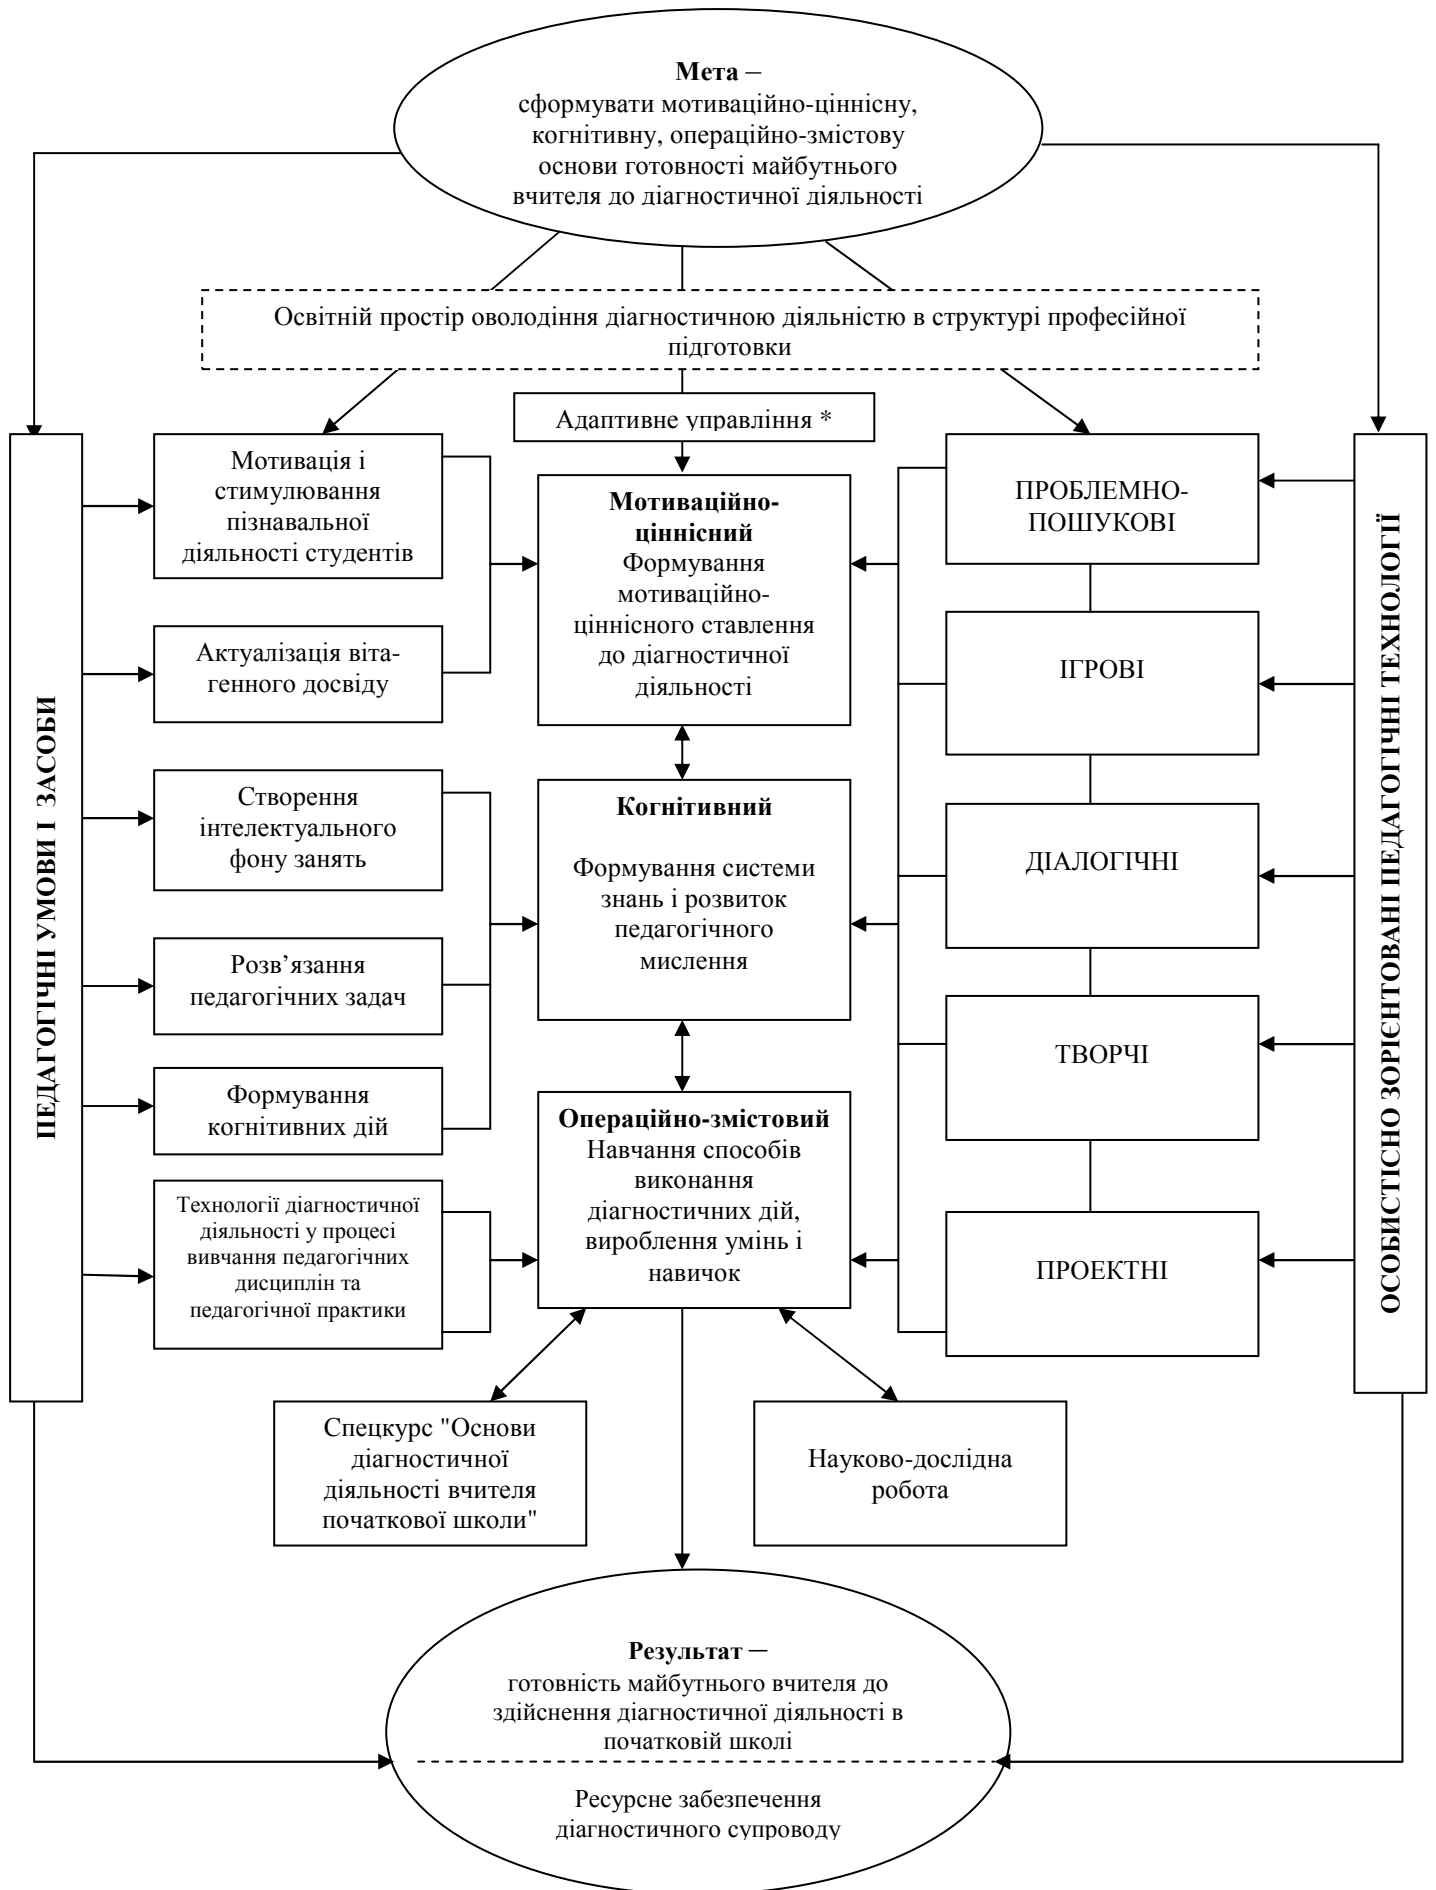 Мета –
сформувати мотиваційно-ціннісну,
когнітивну, операційно-змістову
основи готовності майбутнього
вчителя до діагностичної діяльності
Освітній простір оволодіння діагностичною діяльністю в структурі професійної
підготовки
Адаптивне управління *
ПЕДАГОГІЧНІ УМОВИ І ЗАСОБИ
Мотивація і
стимулювання
пізнавальної
діяльності студентів
Актуалізація віта-
генного досвіду
Створення
інтелектуального
фону занять
Розв’язання
педагогічних задач
Формування
когнітивних дій
Технології діагностичної
діяльності у процесі
вивчання педагогічних
дисциплін та
педагогічної практики
Мотиваційно-
ціннісний
Формування
мотиваційно-
ціннісного ставлення
до діагностичної
діяльності
Когнітивний
Формування системи
знань і розвиток
педагогічного
мислення
Операційно-змістовий
Навчання способів
виконання
діагностичних дій,
вироблення умінь і
навичок
ПРОБЛЕМНО-
ПОШУКОВІ
ІГРОВІ
ДІАЛОГІЧНІ
ТВОРЧІ
ПРОЕКТНІ
ОСОБИСТІСНО ЗОРІЄНТОВАНІ ПЕДАГОГІЧНІ ТЕХНОЛОГІЇ
Спецкурс "Основи
діагностичної
діяльності вчителя
початкової школи"
Науково-дослідна
робота
Результат –
готовність майбутнього вчителя до
здійснення діагностичної діяльності в
початковій школі
Ресурсне забезпечення
діагностичного супроводу